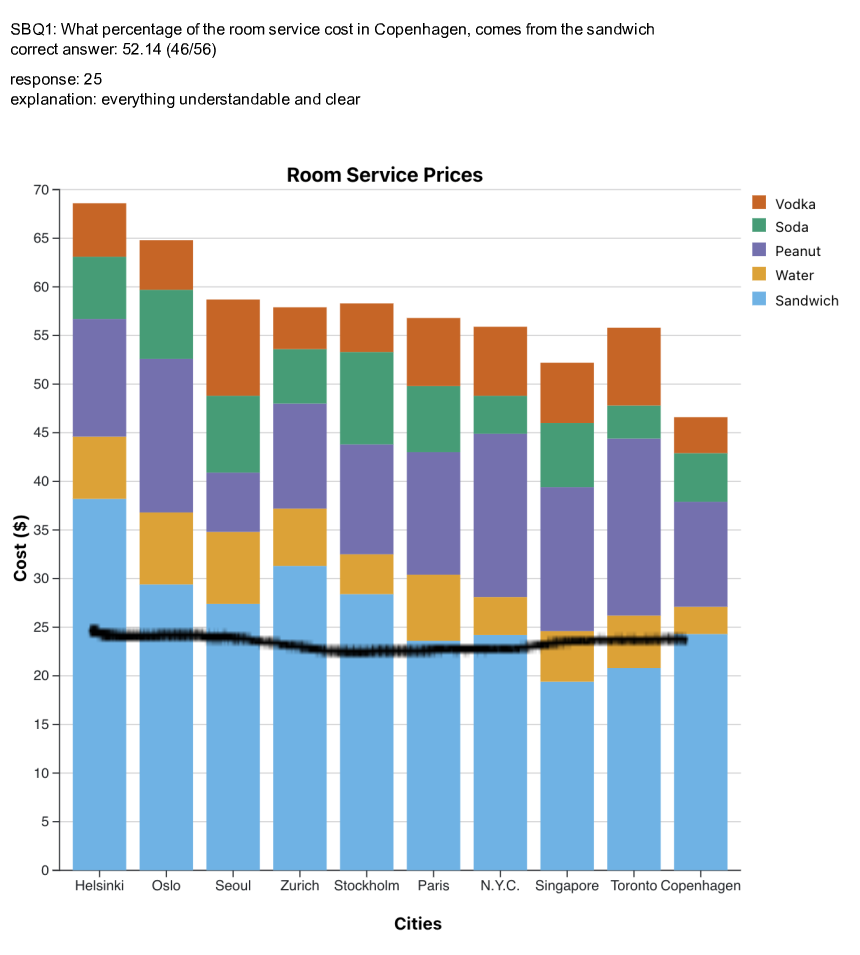 SBQ1: What percentage of the room service cost in Copenhagen, comes from the sandwich
correct answer: 52.14 (46/56)
response: 25
explanation: everything understandable and clear
Room Service Prices
70
65
60
55
50
45
40
35
30
25
20
15
10
5
0
Cost ($)
Vodka
Soda
Peanut
Water
Sandwich
Helsinki Oslo Seoul Zurich Stockholm Paris N.Y.C. Singapore Toronto Copenhagen
Cities